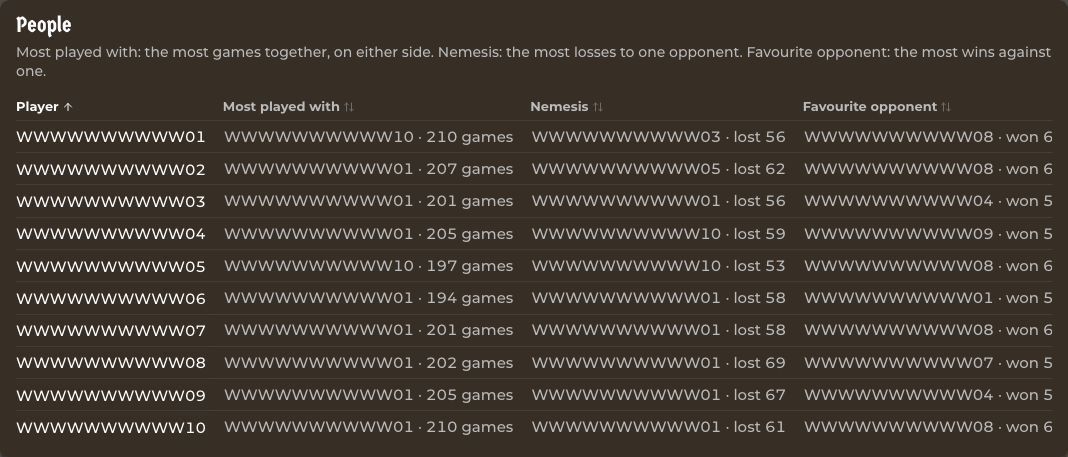 People
Most played with: the most games together, on either side. Nemesis: the most losses to one opponent. Favourite opponent: the most wins against
one.
Player ↑ Most played with ↑↓ Nemesis ↑↓ Favourite opponent ↑↓
WWWWWWWWWW01 WWWWWWWWWW10 · 210 games WWWWWWWWWW03 · lost 56 WWWWWWWWWW08 · won 6
WWWWWWWWWW02 WWWWWWWWWW01 · 207 games WWWWWWWWWW05 · lost 62 WWWWWWWWWW08 · won 6
WWWWWWWWWW03 WWWWWWWWWW01 · 201 games WWWWWWWWWW01 · lost 56 WWWWWWWWWW04 · won 5
WWWWWWWWWW04 WWWWWWWWWW01 · 205 games WWWWWWWWWW10 · lost 59 WWWWWWWWWW09 · won 5
WWWWWWWWWW05 WWWWWWWWWW10 · 197 games WWWWWWWWWW10 · lost 53 WWWWWWWWWW08 · won 6
WWWWWWWWWW06 WWWWWWWWWW01 · 194 games WWWWWWWWWW01 · lost 58 WWWWWWWWWW01 · won 5
WWWWWWWWWW07 WWWWWWWWWW01 · 201 games WWWWWWWWWW01 · lost 58 WWWWWWWWWW08 · won 6
WWWWWWWWWW08 WWWWWWWWWW01 · 202 games WWWWWWWWWW01 · lost 69 WWWWWWWWWW07 · won 5
WWWWWWWWWW09 WWWWWWWWWW01 · 205 games WWWWWWWWWW01 · lost 67 WWWWWWWWWW04 · won 5
WWWWWWWWWW10 WWWWWWWWWW01 · 210 games WWWWWWWWWW01 · lost 61 WWWWWWWWWW08 · won 6